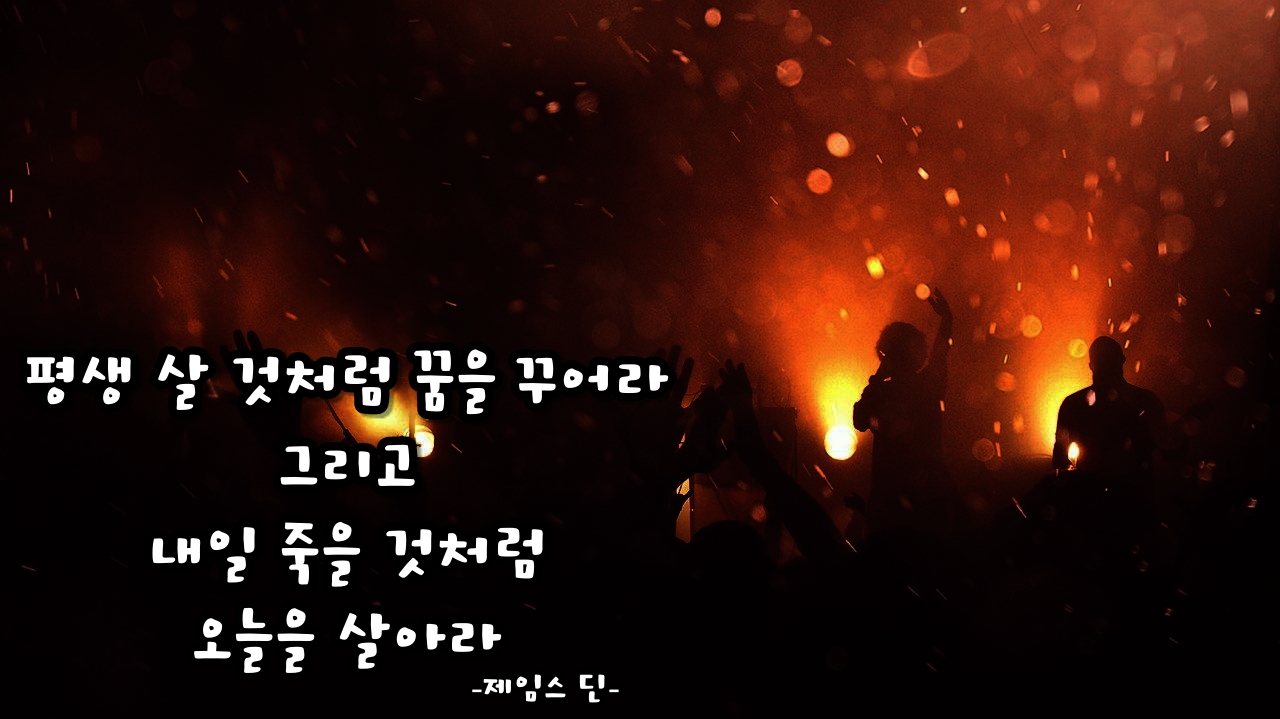 평생 살 것처럼 꿈을 꾸어라
그리고
내일 죽을 것처럼
오늘을 살아라
-제임스 딘-